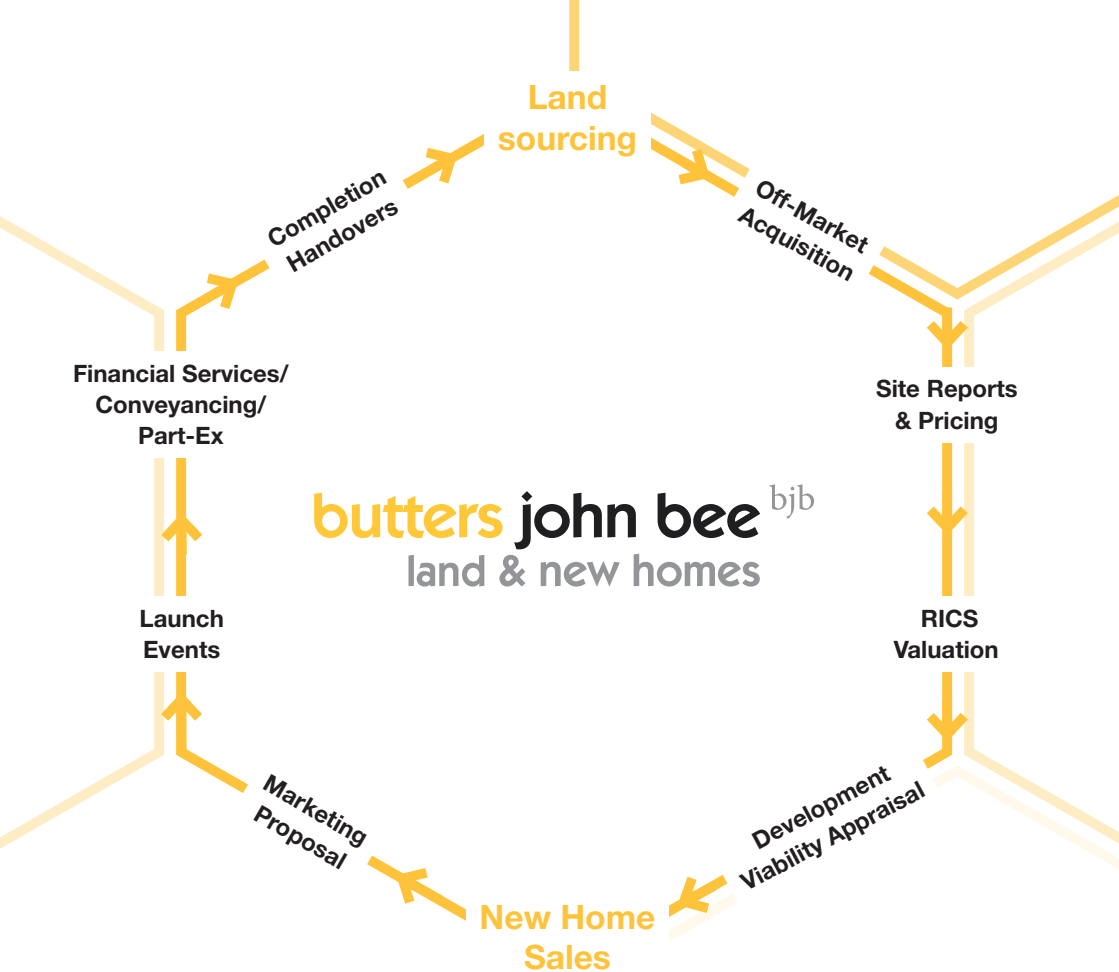 Land
sourcing
Off-Market
Acquisition
Site Reports
& Pricing
RICS
Valuation
Development
Viability Appraisal
New Home
Sales
Marketing
Proposal
Launch
Events
Financial Services/
Conveyancing/
Part-Ex
Completion
Handovers
butters john bee bjb
land & new homes